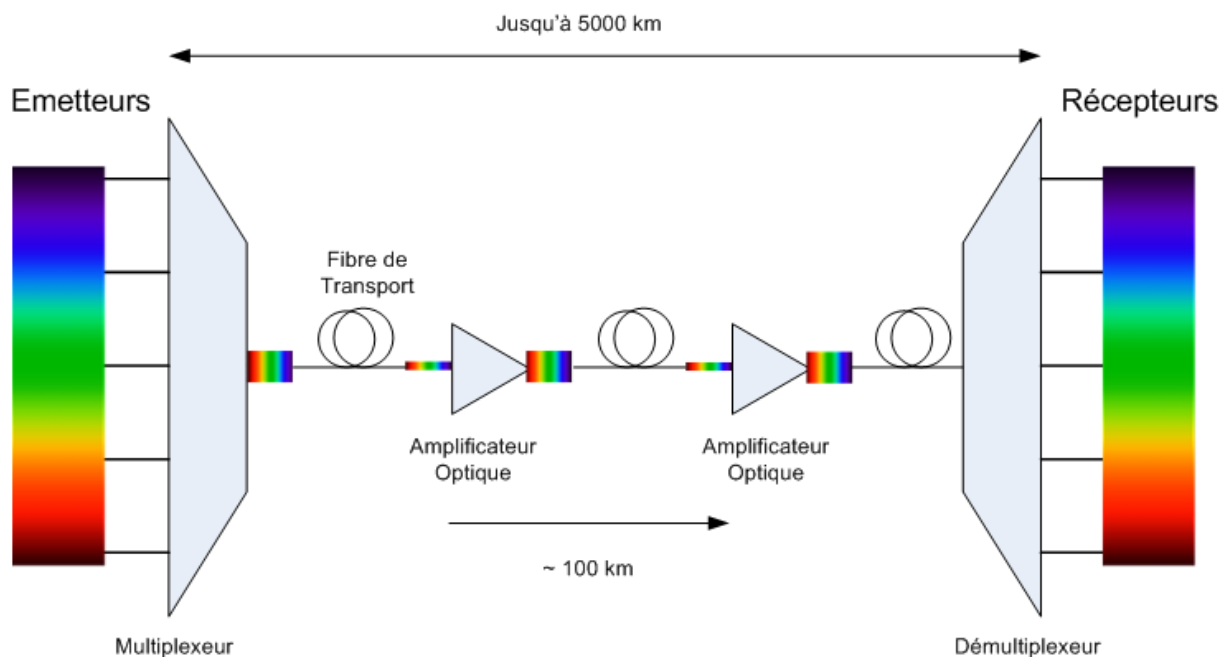 Jusqu'à 5000 km
Emetteurs
Récepteurs
Fibre de
Transport
Amplificateur
Optique
Amplificateur
Optique
~ 100 km
Multiplexeur
Démultiplexeur